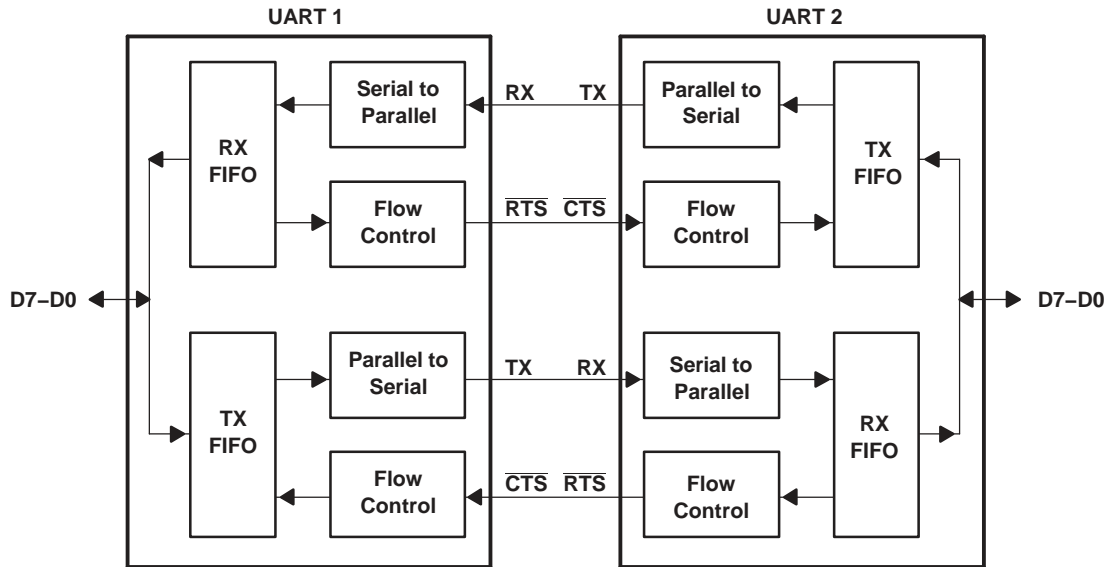 UART 1
UART 2
Serial to
Parallel
RX
TX
Parallel to
Serial
RX
FIFO
TX
FIFO
Flow
Control
RTS
CTS
Flow
Control
D7–D0
D7–D0
Parallel to
Serial
TX
RX
Serial to
Parallel
TX
FIFO
RX
FIFO
Flow
Control
CTS
RTS
Flow
Control